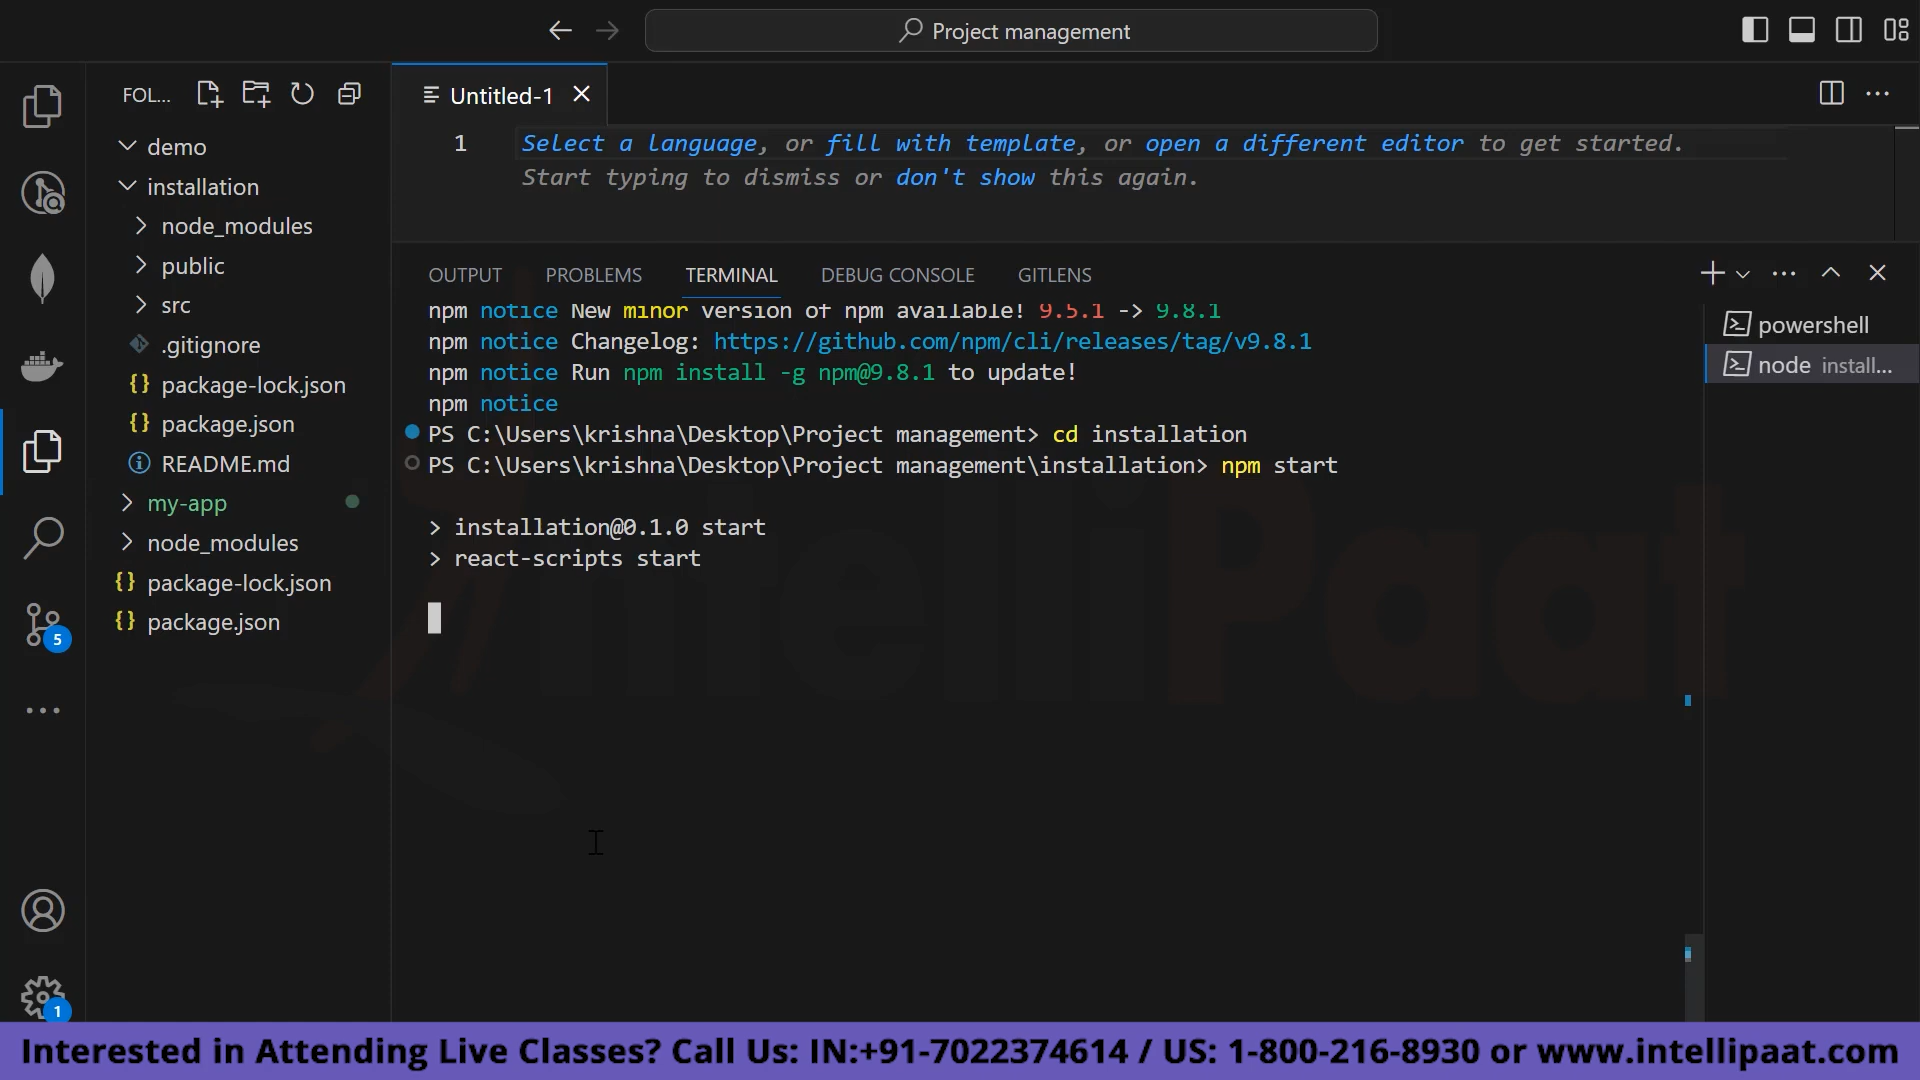 Project management
FOL...
demo
installation
node_modules
public
src
.gitignore
package-lock.json
package.json
README.md
my-app
node_modules
package-lock.json
package.json
5
1
Untitled-1
1 Select a language, or fill with template, or open a different editor to get started.
Start typing to dismiss or don't show this again.
OUTPUT PROBLEMS TERMINAL DEBUG CONSOLE GITLENS
npm notice New minor version of npm available! 9.5.1 -> 9.8.1
npm notice Changelog: https://github.com/npm/cli/releases/tag/v9.8.1
npm notice Run npm install -g npm@9.8.1 to update!
npm notice
PS C:\Users\krishna\Desktop\Project management> cd installation
PS C:\Users\krishna\Desktop\Project management\installation> npm start
> installation@0.1.0 start
> react-scripts start
powershell
node install...
IntelliPaat
Interested in Attending Live Classes? Call Us: IN:+91-7022374614 / US: 1-800-216-8930 or www.intellipaat.com